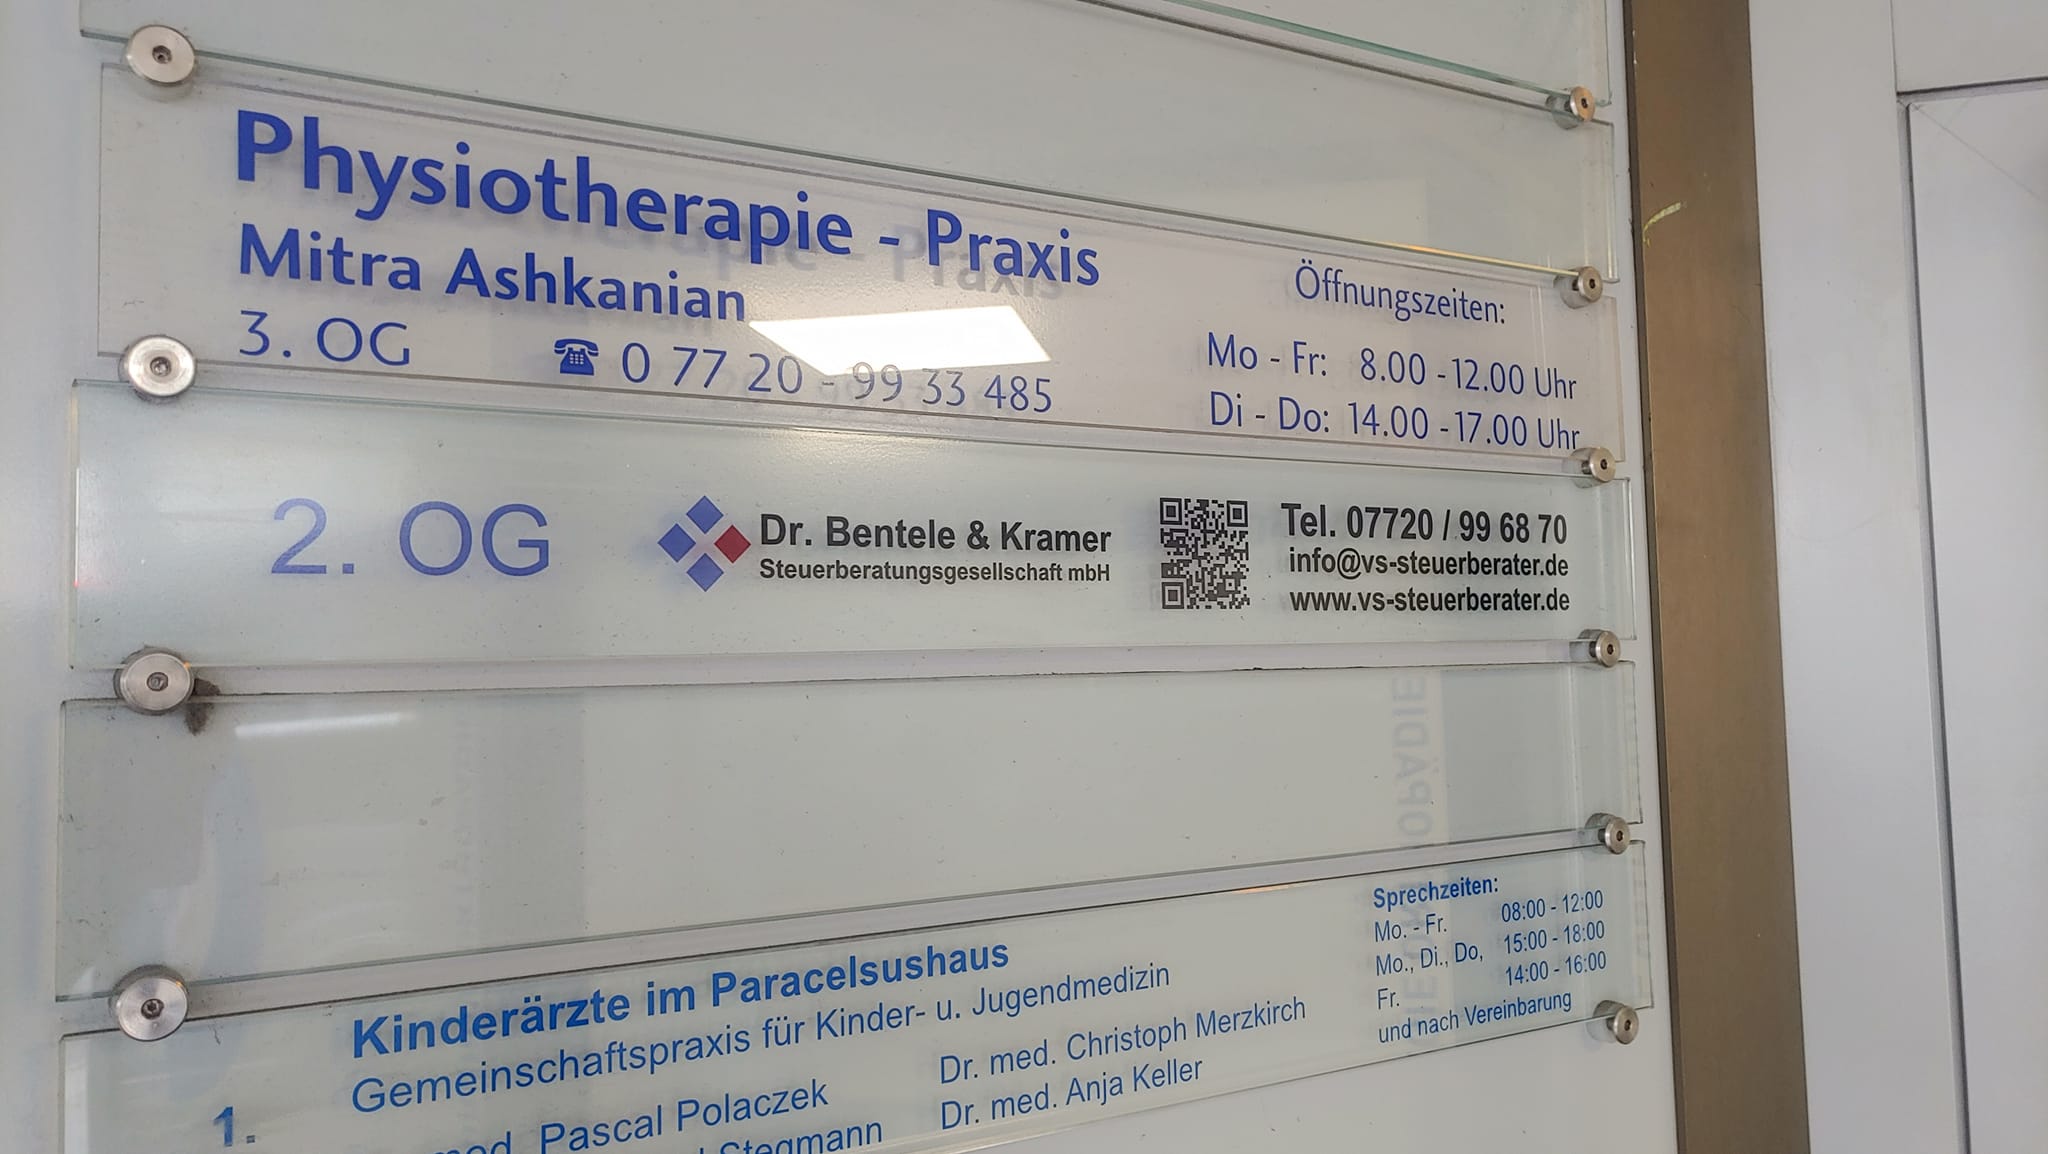 Physiotherapie - Praxis
Mitra Ashkanian
3. OG ☎ 0 77 20 - 99 33 485
Öffnungszeiten:
Mo - Fr: 8.00 - 12.00 Uhr
Di - Do: 14.00 - 17.00 Uhr
2. OG
Dr. Bentele & Kramer
Steuerberatungsgesellschaft mbH
Tel. 07720 / 99 68 70
info@vs-steuerberater.de
www.vs-steuerberater.de
Kinderärzte im Paracelsushaus
Gemeinschaftspraxis für Kinder- u. Jugendmedizin
1.
med. Pascal Polaczek
Stegmann
Dr. med. Christoph Merzkirch
Dr. med. Anja Keller
Sprechzeiten:
Mo. - Fr. 08:00 - 12:00
Mo., Di., Do, 15:00 - 18:00
Fr. 14:00 - 16:00
und nach Vereinbarung